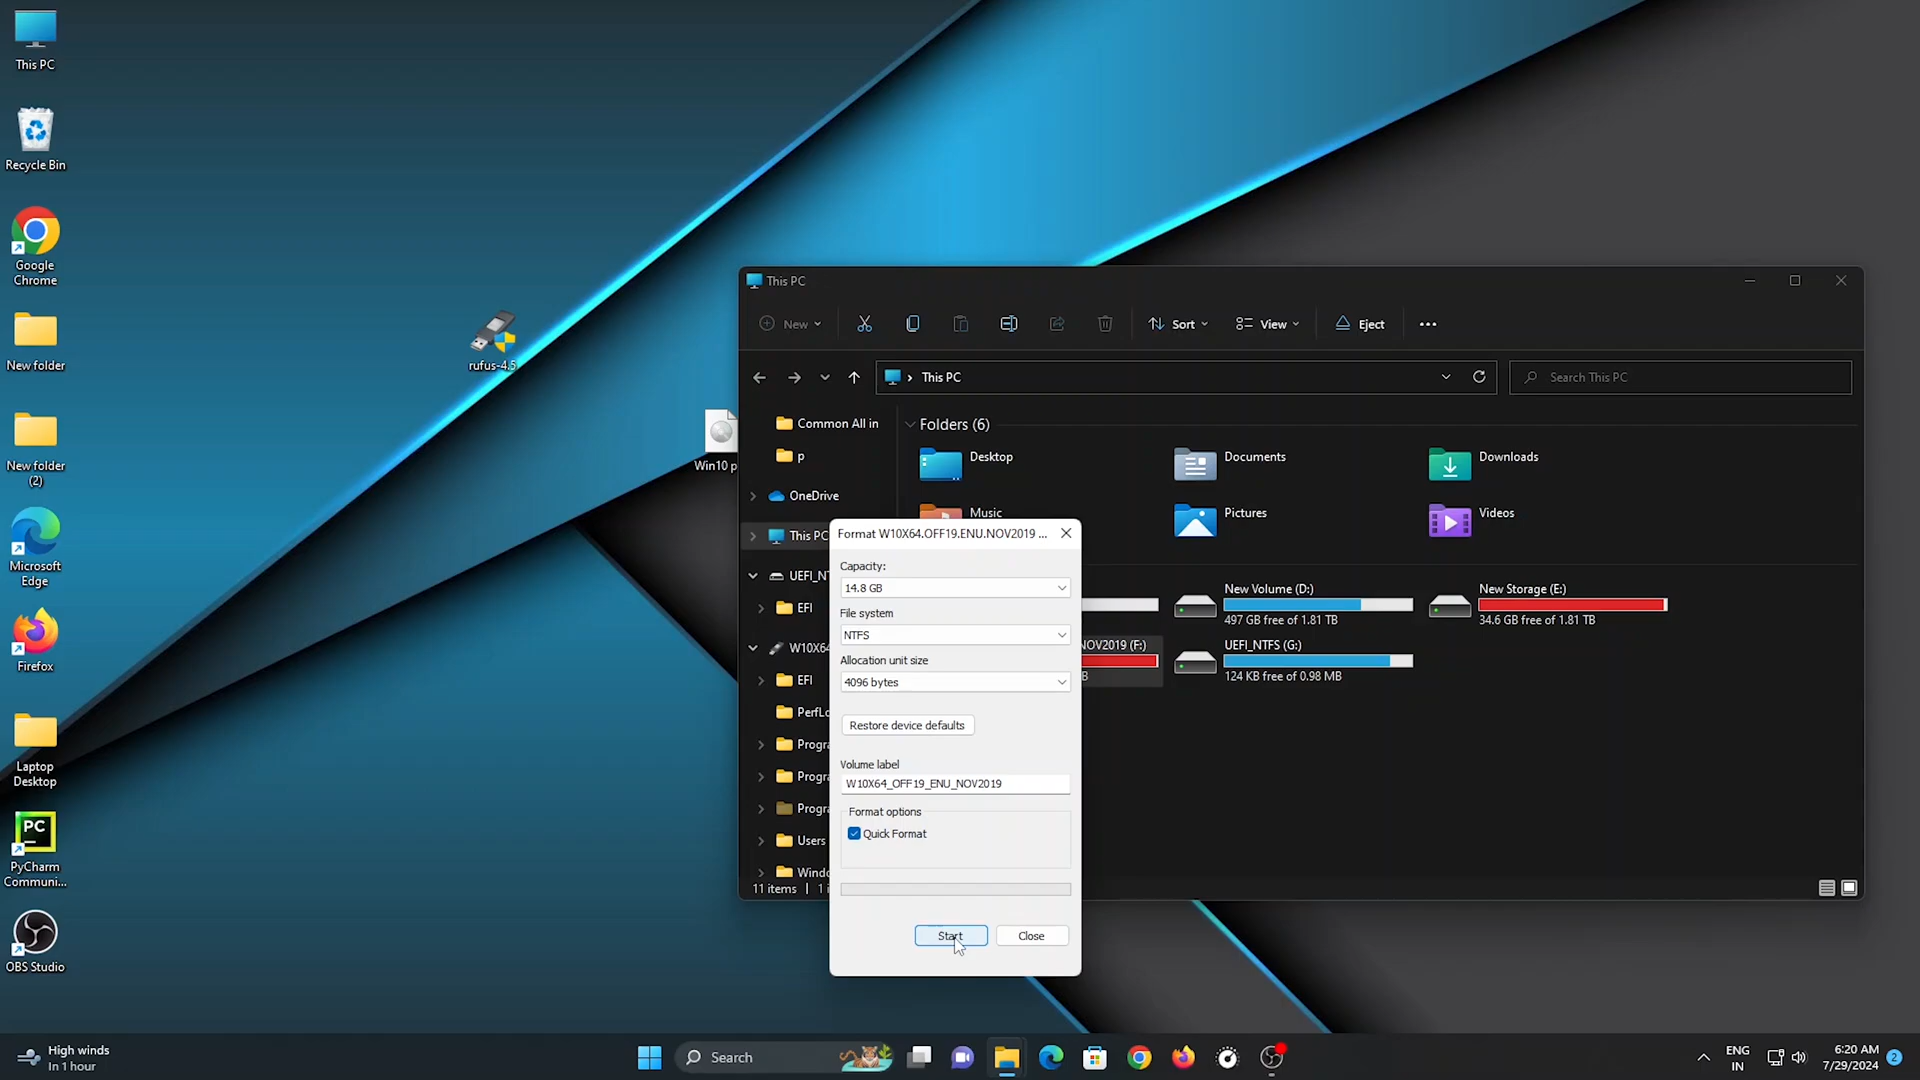 This PC
Recycle Bin
Google
Chrome
New folder
New folder
(2)
Microsoft
Edge
Firefox
Laptop
Desktop
PC
PyCharm
Communi...
OBS Studio
rufus-4.5
Win10 p
This PC
New
Sort
View
Eject
This PC
Search This PC
Common All in
p
OneDrive
This PC
UEFI_NT
EFI
W10X64
EFI
PerfLo
Progra
Progra
Progra
Users
Windo
11 items
1 i
Folders (6)
Desktop
Documents
Downloads
Music
Pictures
Videos
New Volume (D:)
497 GB free of 1.81 TB
New Storage (E:)
34.6 GB free of 1.81 TB
NOV2019 (F:)
B
UEFI_NTFS (G:)
124 KB free of 0.98 MB
Format W10X64.OFF19.ENU.NOV2019 ...
Capacity:
14.8 GB
File system
NTFS
Allocation unit size
4096 bytes
Restore device defaults
Volume label
W10X64_OFF19_ENU_NOV2019
Format options
Quick Format
Start
Close
High winds
In 1 hour
Search
ENG
IN
6:20 AM
7/29/2024
2